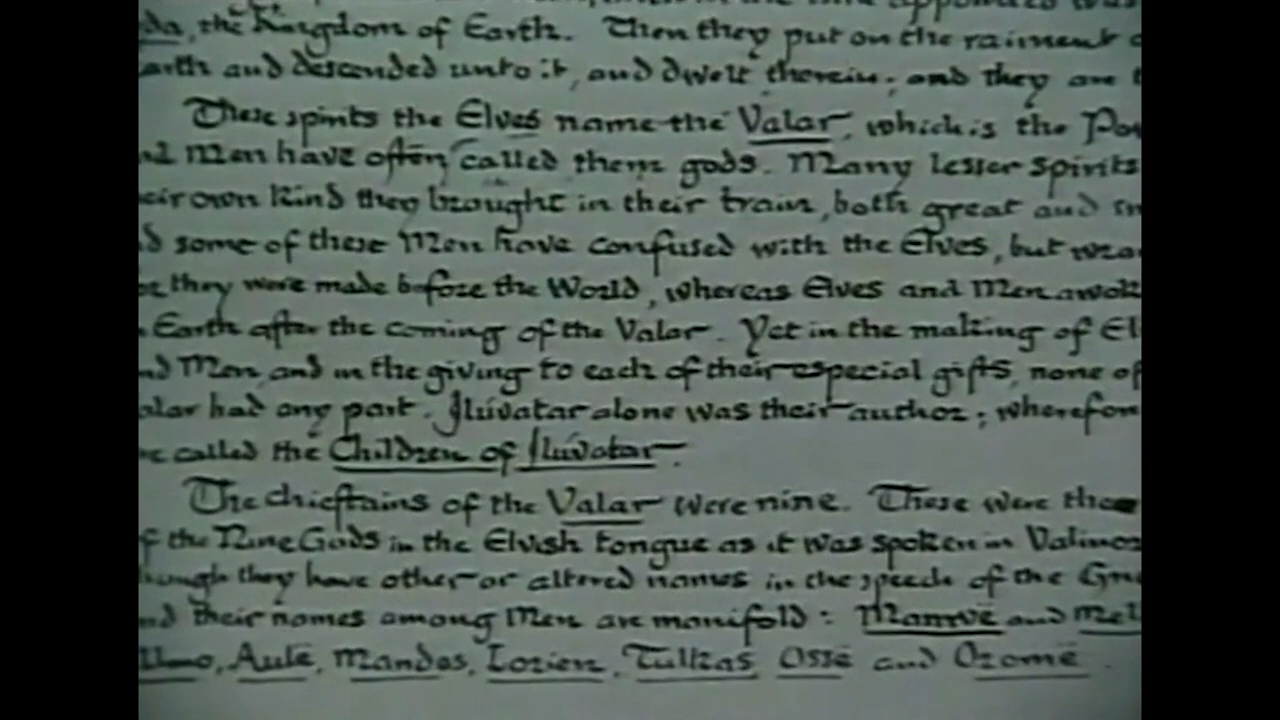 the Kingdom of Earth. Then they put on the raiment
and descended unto it, and dwelt therein; and they are
These spirits the Elves name the Valar, which is the
Men have often called them gods. Many lesser spirits
own kind they brought in their train, both great and
some of these Men have confused with the Elves, but
they were made before the World, whereas Elves and Men
Earth after the coming of the Valar. Yet in the making of
Men, and in the giving to each of their especial gifts, none of
had any part. Ilúvatar alone was their author;
called the Children of Ilúvatar.
The chieftains of the Valar were nine. These were
the Nine Gods in the Elvish tongue as it was spoken in
they have other or altered names in the speech of the
their names among Men are manifold: Manwë and
Aulë, Mandos, Lorien, Tulkas, Ossë and Oromë.